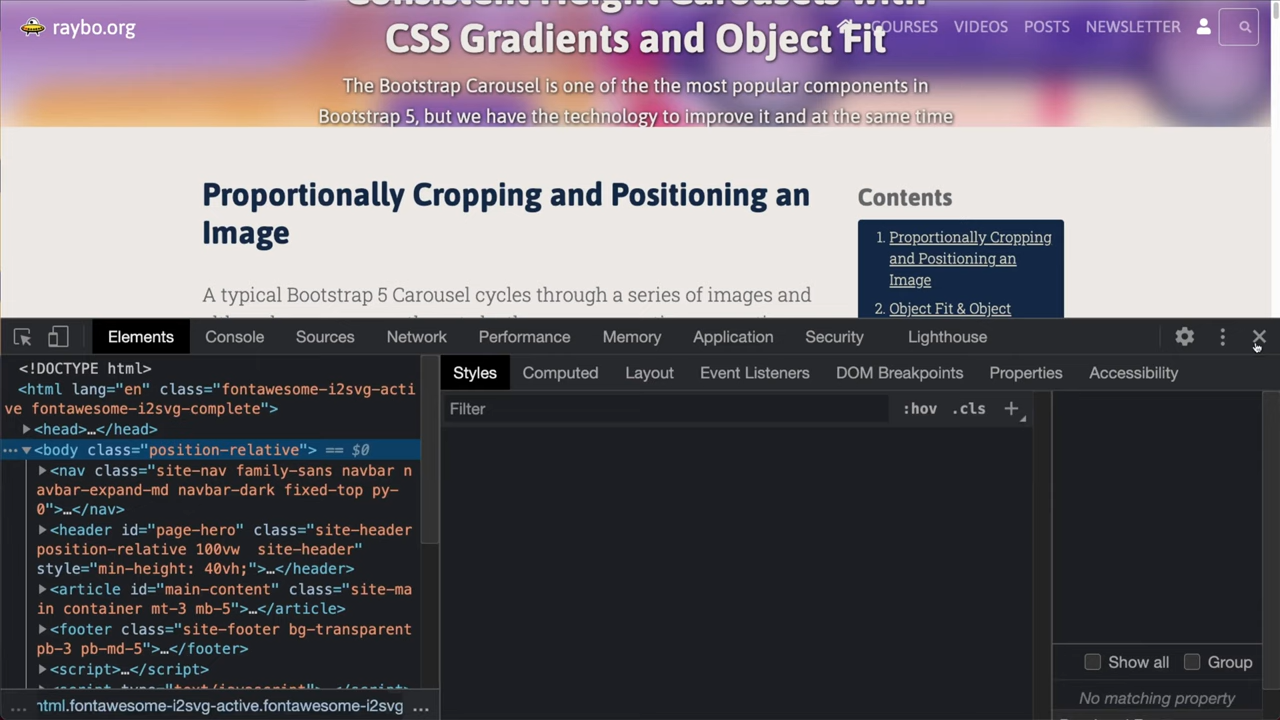 Consistent Height Carousels with
raybo.org
CSS Gradients and Object Fit
COURSES VIDEOS POSTS NEWSLETTER
The Bootstrap Carousel is one of the the most popular components in
Bootstrap 5, but we have the technology to improve it and at the same time
Proportionally Cropping and Positioning an
Image
A typical Bootstrap 5 Carousel cycles through a series of images and
Contents
1. Proportionally Cropping
and Positioning an
Image
2. Object Fit & Object
Elements Console Sources Network Performance Memory Application Security Lighthouse
<!DOCTYPE html>
<html lang="en" class="fontawesome-i2svg-acti
ve fontawesome-i2svg-complete">
<head>…</head>
<body class="position-relative"> == $0
<nav class="site-nav family-sans navbar n
avbar-expand-md navbar-dark fixed-top py-
0">…</nav>
<header id="page-hero" class="site-header
position-relative 100vw  site-header"
style="min-height: 40vh;">…</header>
<article id="main-content" class="site-ma
in container mt-3 mb-5">…</article>
<footer class="site-footer bg-transparent
pb-3 pb-md-5">…</footer>
<script>…</script>
<script type="text/javascript">…</script>
… html.fontawesome-i2svg-active.fontawesome-i2svg …
Styles Computed Layout Event Listeners DOM Breakpoints Properties Accessibility
Filter :hov .cls +
Show all Group
No matching property